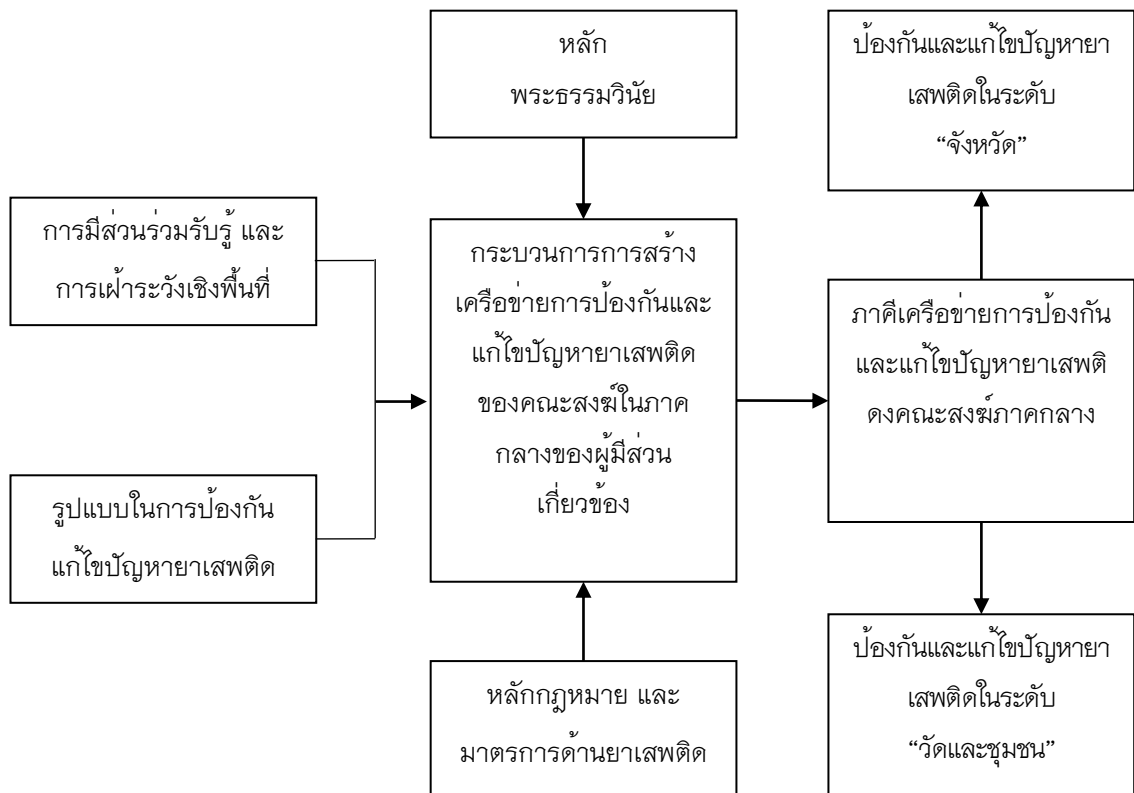 หลัก
พระธรรมวินัย
ป้องกันและแก้ไขปัญหายา
เสพติดในระดับ
“จังหวัด”
การมีส่วนร่วมรับรู้ และ
การเฝ้าระวังเชิงพื้นที่
กระบวนการการสร้าง
เครือข่ายการป้องกันและ
แก้ไขปัญหายาเสพติด
ของคณะสงฆ์ในภาค
กลางของผู้มีส่วน
เกี่ยวข้อง
ภาคีเครือข่ายการป้องกัน
และแก้ไขปัญหายาเสพติ
ดงคณะสงฆ์ภาคกลาง
รูปแบบในการป้องกัน
แก้ไขปัญหายาเสพติด
หลักกฎหมาย และ
มาตรการด้านยาเสพติด
ป้องกันและแก้ไขปัญหายา
เสพติดในระดับ
“วัดและชุมชน”